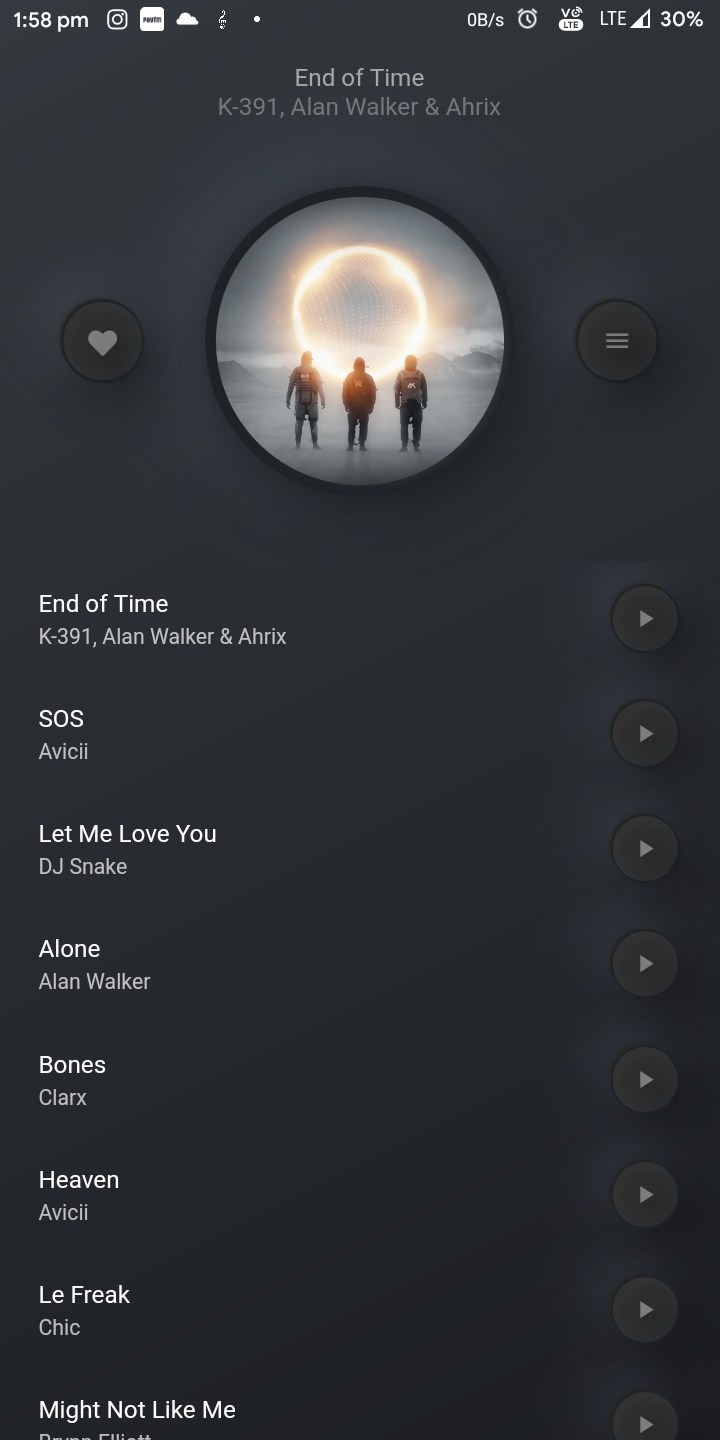 1:58 pm paytm 0B/s Vo LTE LTE 30%
End of Time
K-391, Alan Walker & Ahrix
End of Time
K-391, Alan Walker & Ahrix
SOS
Avicii
Let Me Love You
DJ Snake
Alone
Alan Walker
Bones
Clarx
Heaven
Avicii
Le Freak
Chic
Might Not Like Me
Brynn Elliott